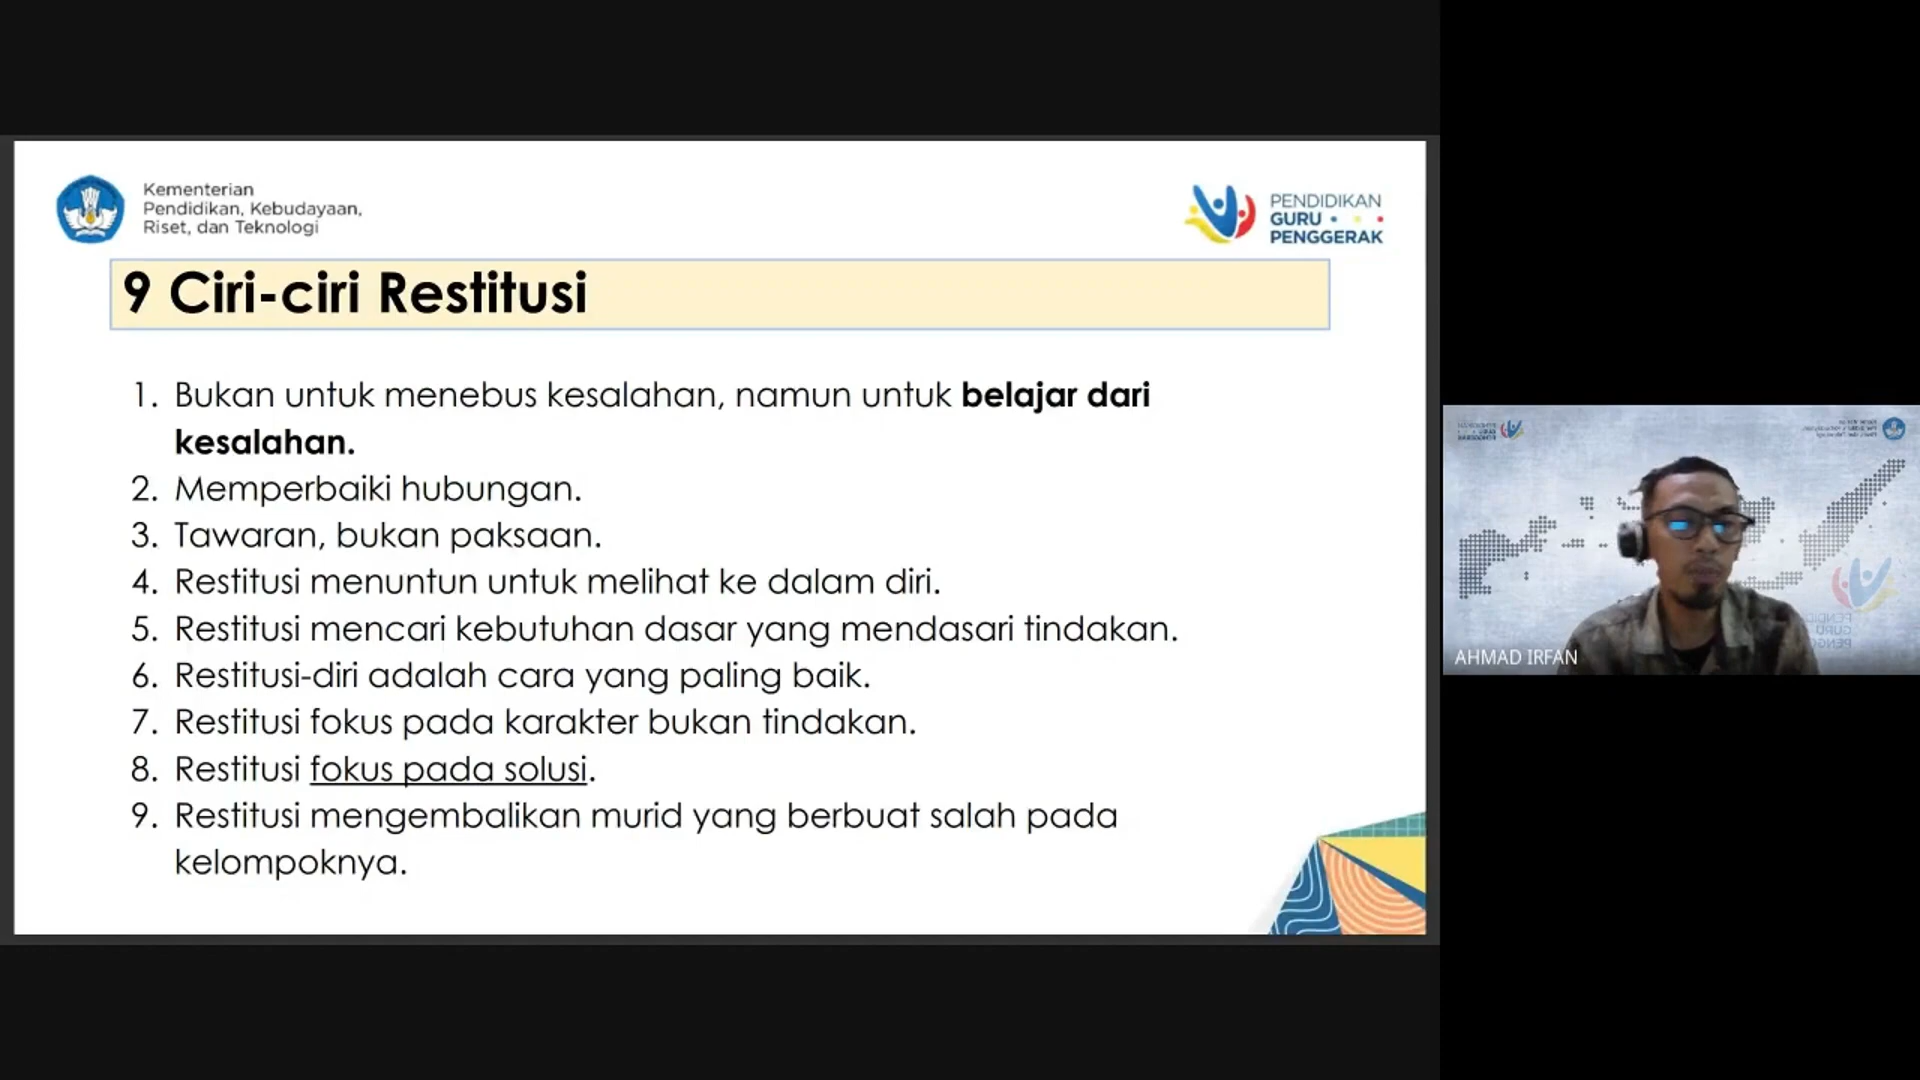 Kementerian
Pendidikan, Kebudayaan,
Riset, dan Teknologi
PENDIDIKAN
GURU
PENGGERAK
9 Ciri-ciri Restitusi
1. Bukan untuk menebus kesalahan, namun untuk belajar dari
kesalahan.
2. Memperbaiki hubungan.
3. Tawaran, bukan paksaan.
4. Restitusi menuntun untuk melihat ke dalam diri.
5. Restitusi mencari kebutuhan dasar yang mendasari tindakan.
6. Restitusi-diri adalah cara yang paling baik.
7. Restitusi fokus pada karakter bukan tindakan.
8. Restitusi fokus pada solusi.
9. Restitusi mengembalikan murid yang berbuat salah pada
kelompoknya.
AHMAD IRFAN